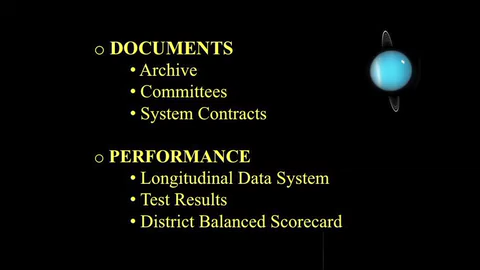 o DOCUMENTS
• Archive
• Committees
• System Contracts
o PERFORMANCE
• Longitudinal Data System
• Test Results
• District Balanced Scorecard